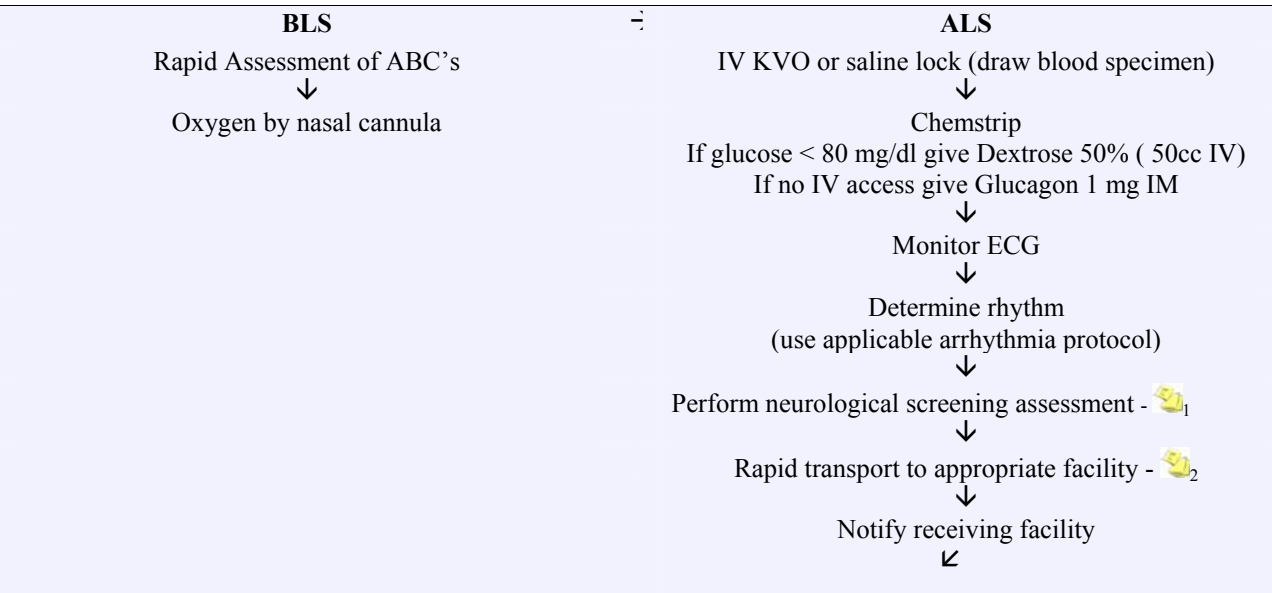 BLS
→
ALS
Rapid Assessment of ABC’s
↓
Oxygen by nasal cannula
IV KVO or saline lock (draw blood specimen)
↓
Chemstrip
If glucose < 80 mg/dl give Dextrose 50% ( 50cc IV)
If no IV access give Glucagon 1 mg IM
↓
Monitor ECG
↓
Determine rhythm
(use applicable arrhythmia protocol)
↓
Perform neurological screening assessment - 1
↓
Rapid transport to appropriate facility - 2
↓
Notify receiving facility
↙